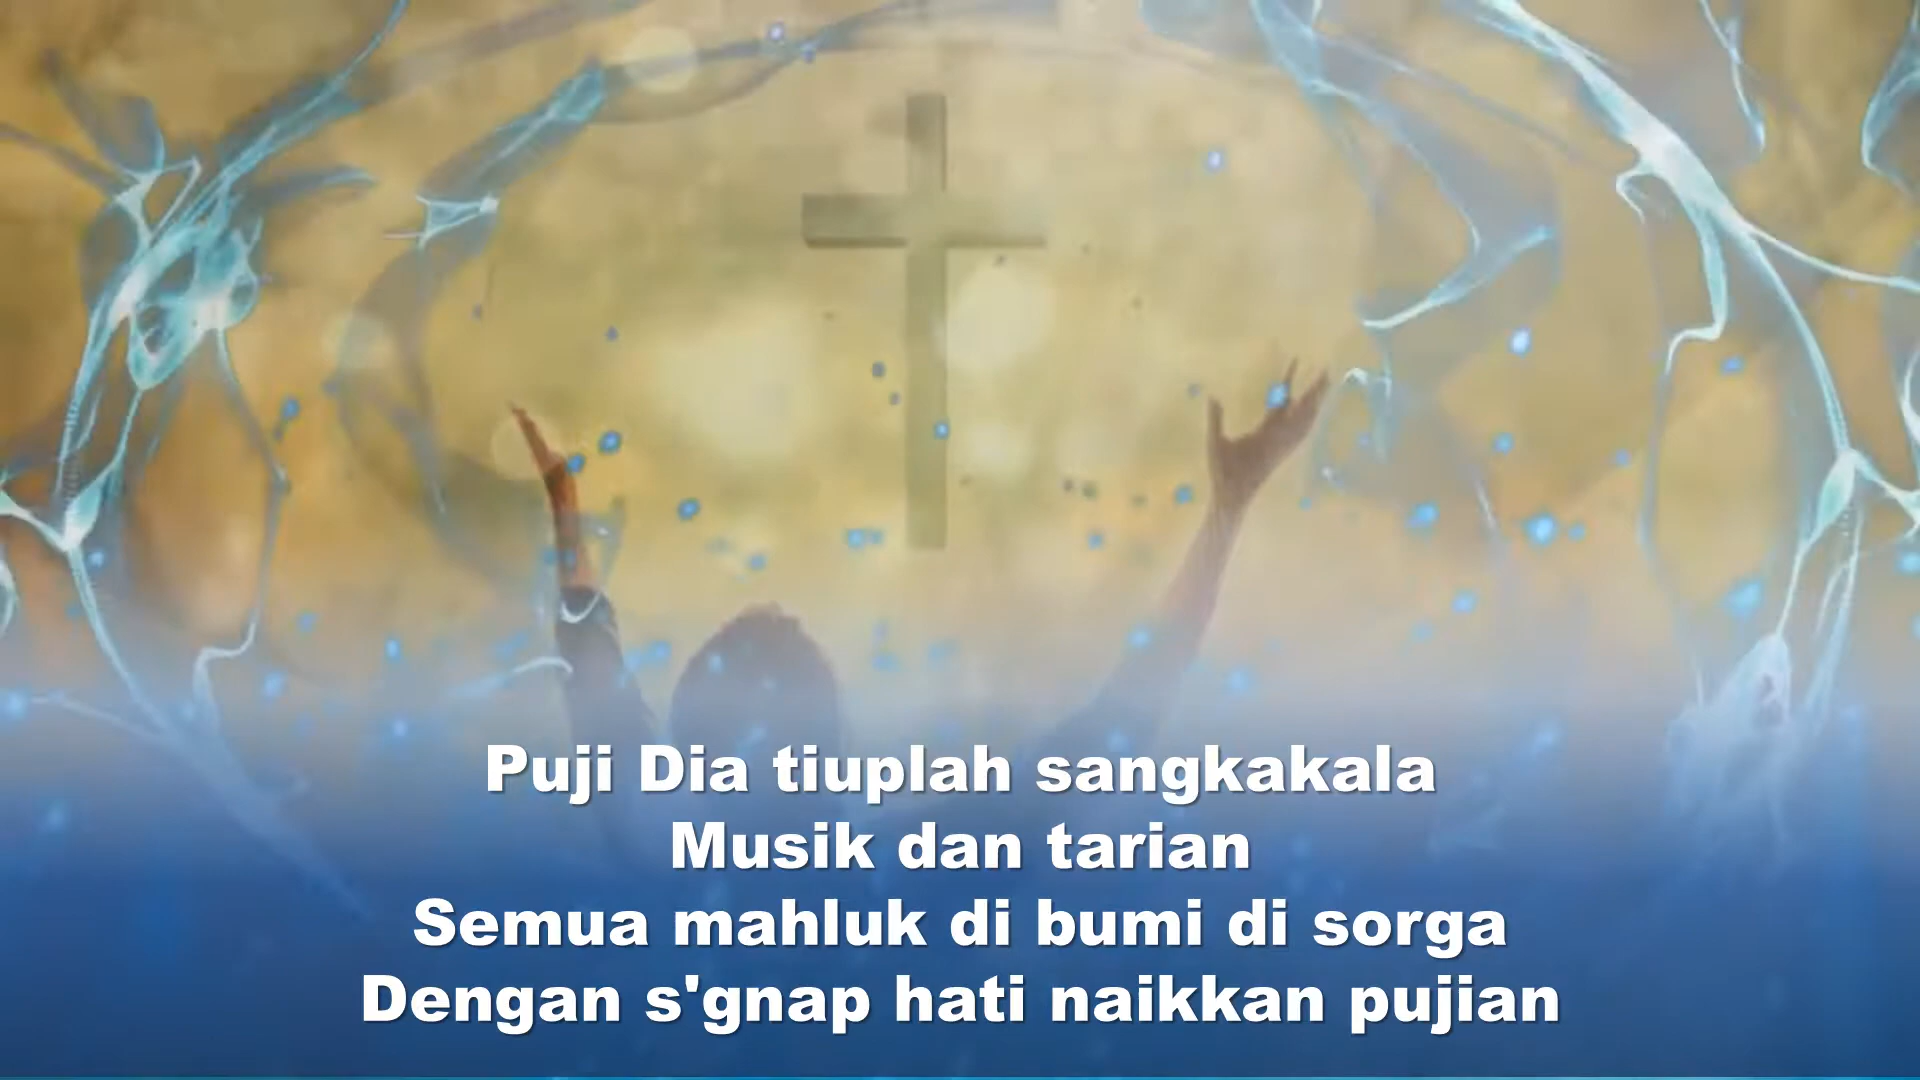 Puji Dia tiuplah sangkakala
Musik dan tarian
Semua mahluk di bumi di sorga
Dengan s'gnap hati naikkan pujian